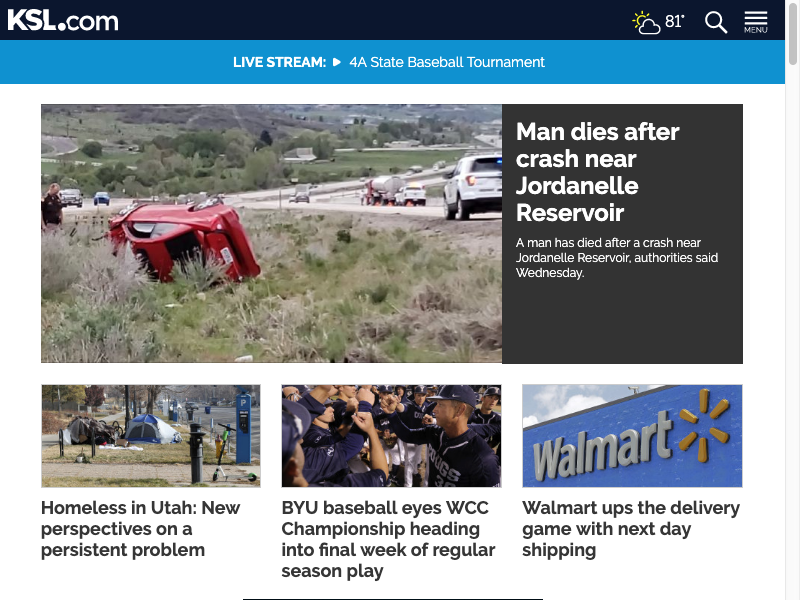 KSL.com
81°
MENU
LIVE STREAM: 4A State Baseball Tournament
Man dies after
crash near
Jordanelle
Reservoir
A man has died after a crash near
Jordanelle Reservoir, authorities said
Wednesday.
P
Walmart
Homeless in Utah: New
perspectives on a
persistent problem
BYU baseball eyes WCC
Championship heading
into final week of regular
season play
Walmart ups the delivery
game with next day
shipping